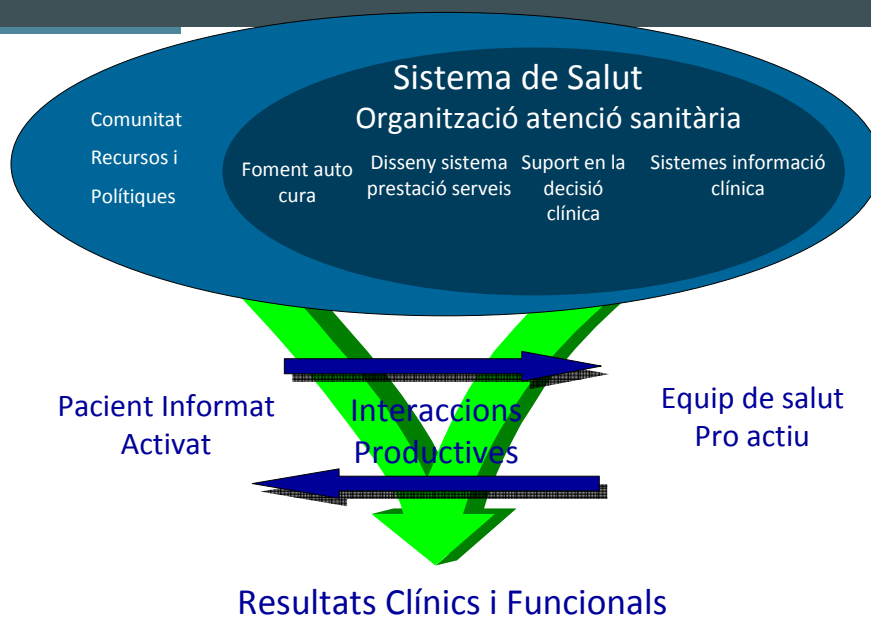 Sistema de Salut
Organització atenció sanitària
Comunitat
Recursos i
Polítiques
Foment auto
cura
Disseny sistema
prestació serveis
Suport en la
decisió
clínica
Sistemes informació
clínica
Pacient Informat
Activat
Interaccions
Productives
Equip de salut
Pro actiu
Resultats Clínics i Funcionals